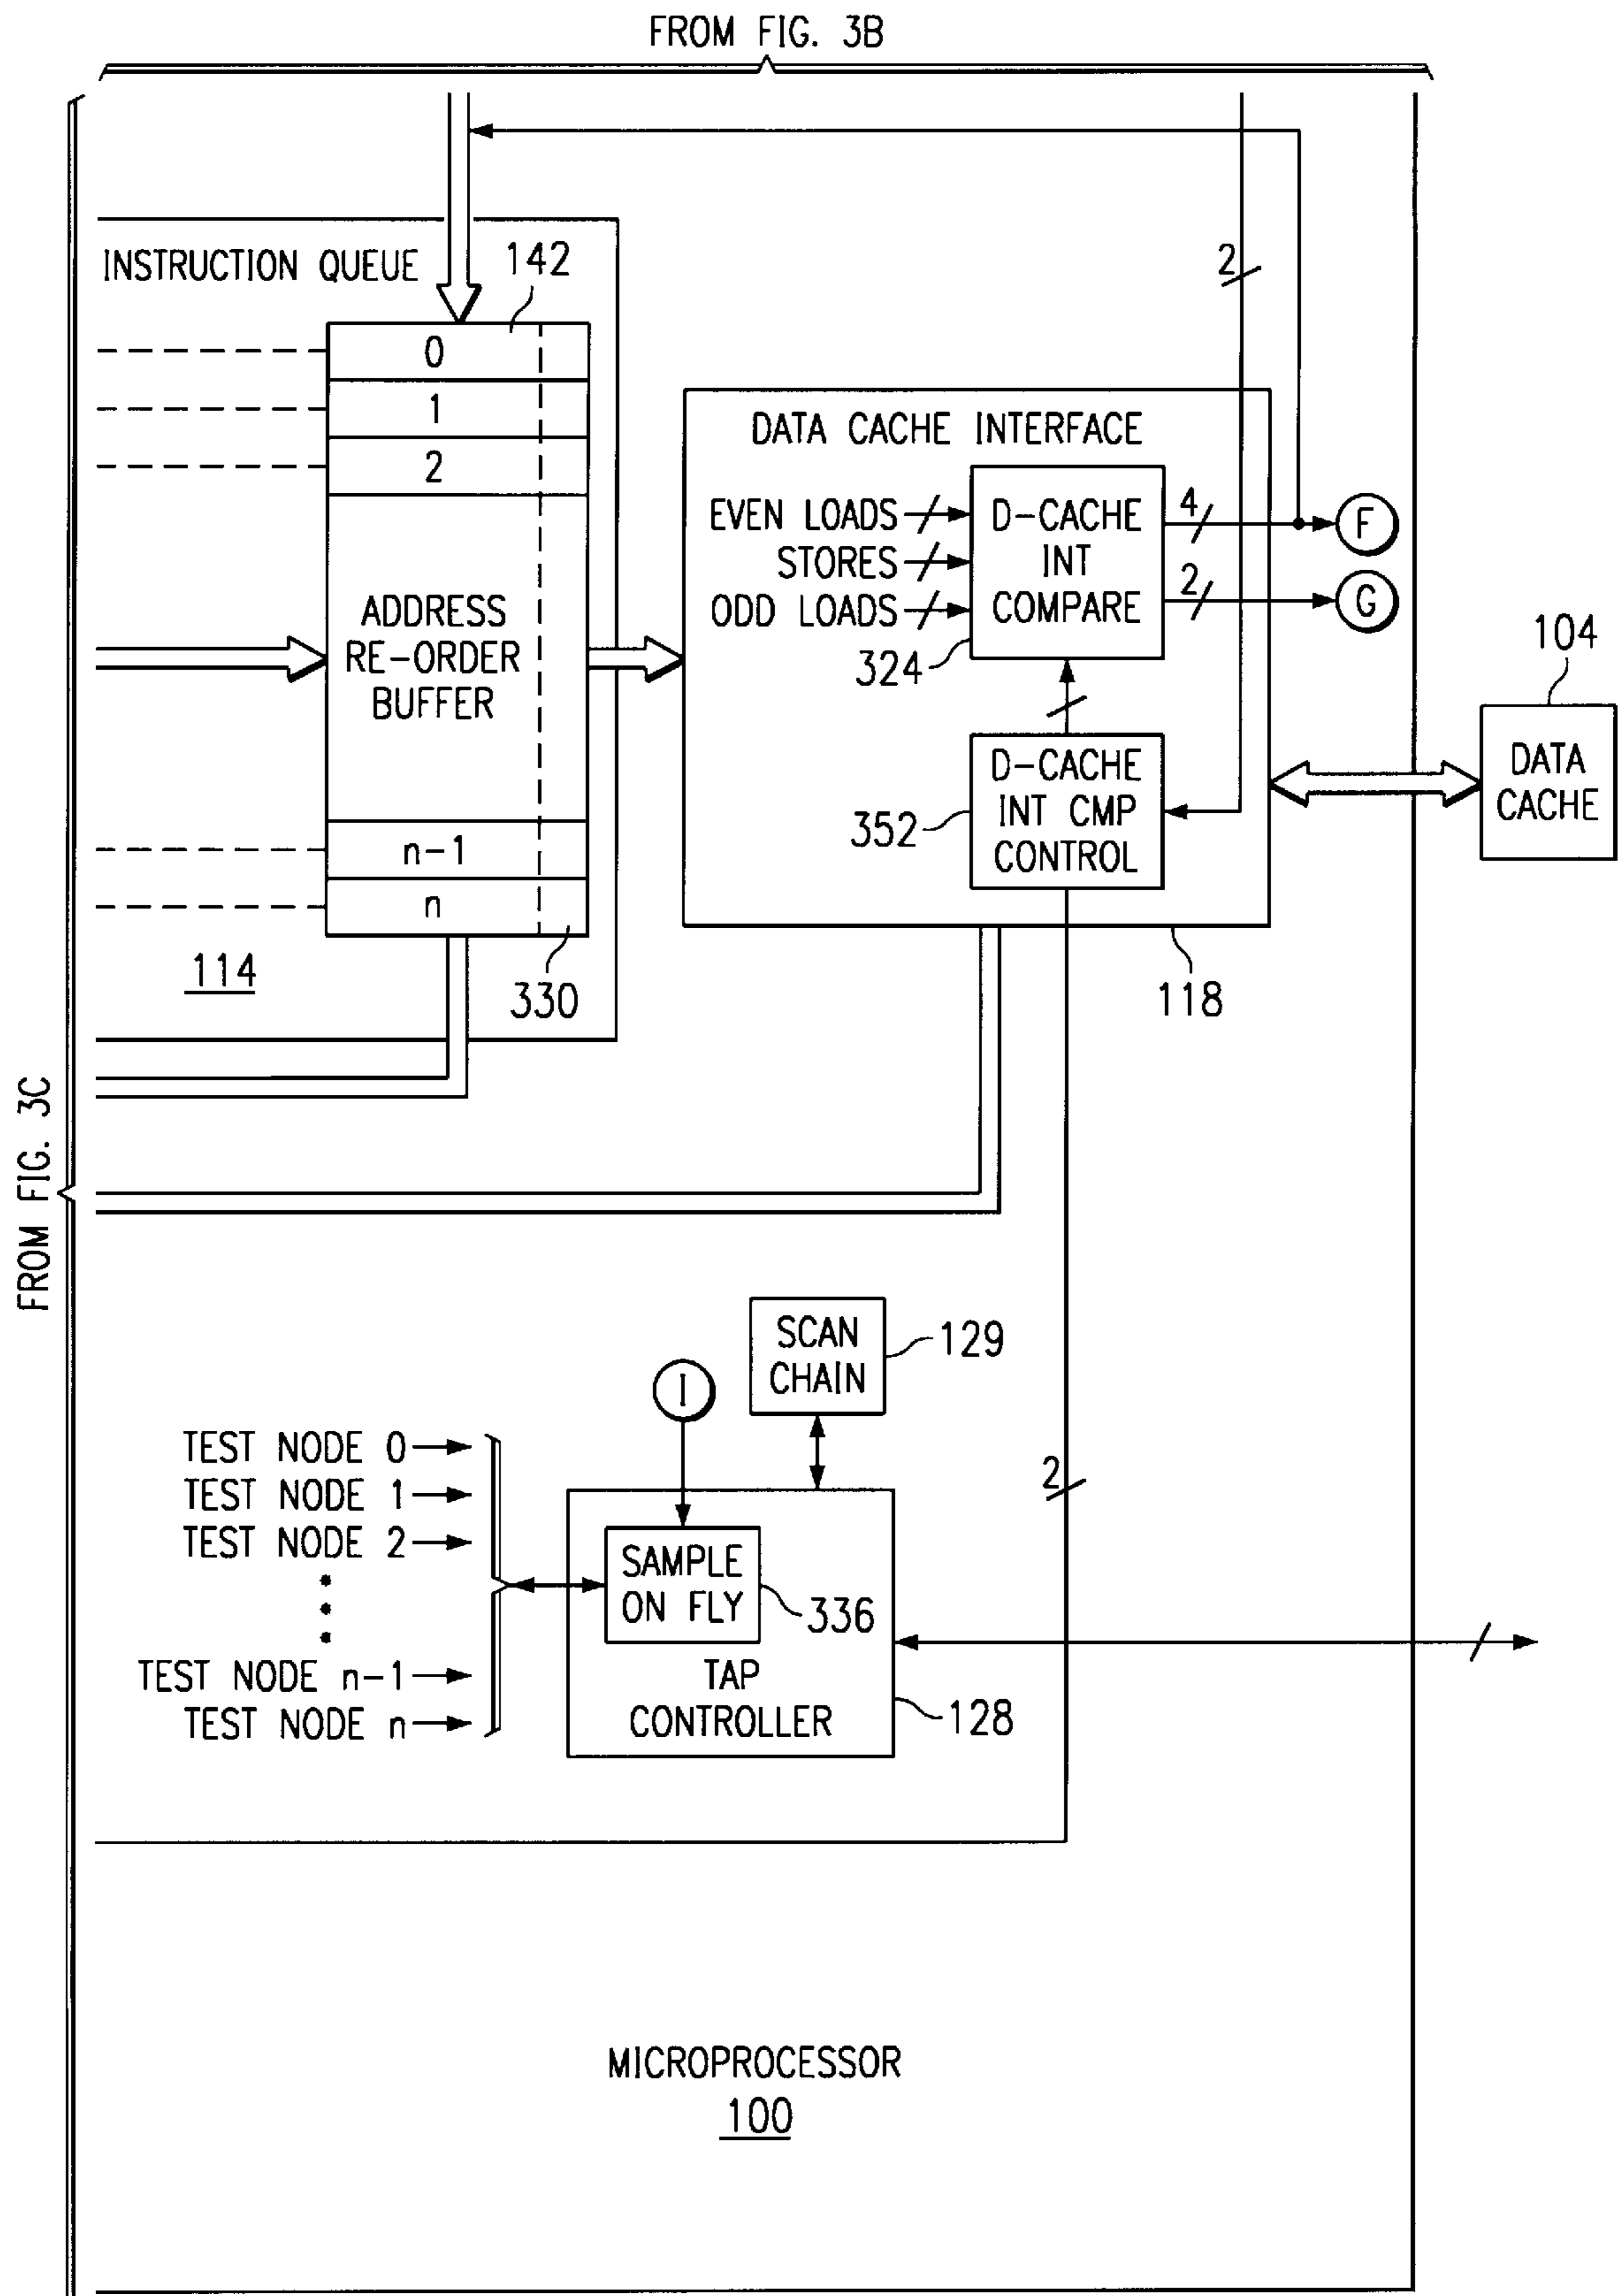 FROM FIG. 3B
FROM FIG. 3C
INSTRUCTION QUEUE
142
0
1
2
ADDRESS
RE-ORDER
BUFFER
n-1
n
114
330
2
DATA CACHE INTERFACE
EVEN LOADS
STORES
ODD LOADS
D-CACHE
INT
COMPARE
324
4
F
2
G
D-CACHE
INT CMP
CONTROL
352
118
104
DATA
CACHE
SCAN
CHAIN
129
I
TEST NODE 0
TEST NODE 1
TEST NODE 2
TEST NODE n-1
TEST NODE n
SAMPLE
ON FLY
336
TAP
CONTROLLER
128
2
MICROPROCESSOR
100